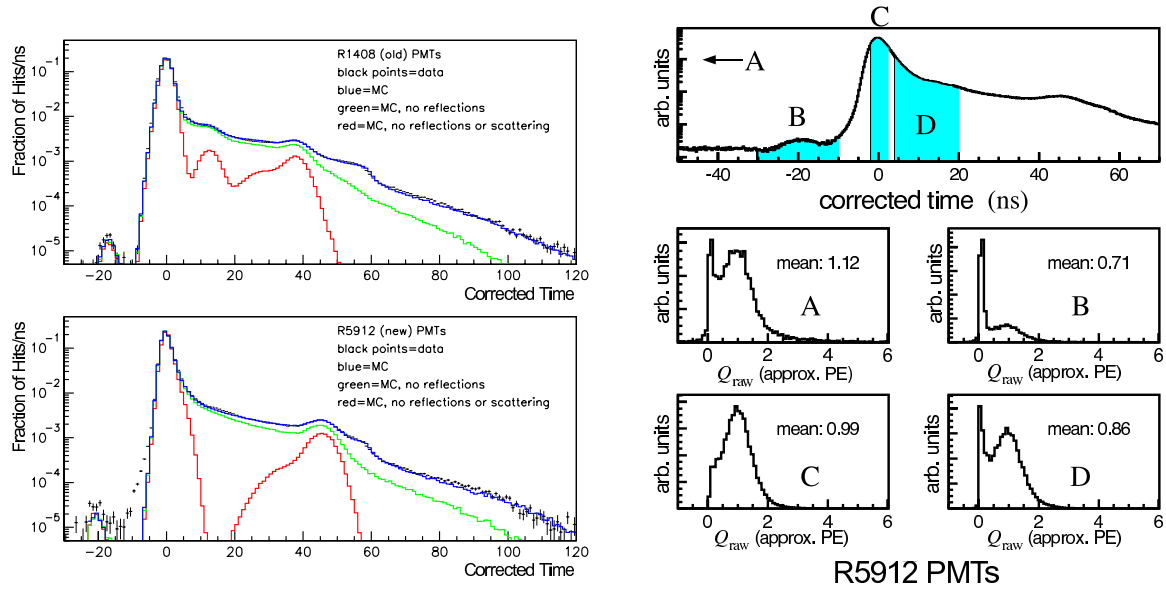 R1408 (old) PMTs
black points=data
blue=MC
green=MC, no reflections
red=MC, no reflections or scattering
Fraction of Hits/ns
10⁻¹
10⁻²
10⁻³
10⁻⁴
10⁻⁵
−20 0 20 40 60 80 100 120
Corrected Time
R5912 (new) PMTs
black points=data
blue=MC
green=MC, no reflections
red=MC, no reflections or scattering
Fraction of Hits/ns
10⁻¹
10⁻²
10⁻³
10⁻⁴
10⁻⁵
−20 0 20 40 60 80 100 120
Corrected Time
C
A
B
D
arb. units
-40 -20 0 20 40 60
corrected time (ns)
arb. units
mean: 1.12
A
0 2 4 6
Qraw (approx. PE)
arb. units
mean: 0.71
B
0 2 4 6
Qraw (approx. PE)
arb. units
mean: 0.99
C
0 2 4 6
Qraw (approx. PE)
arb. units
mean: 0.86
D
0 2 4 6
Qraw (approx. PE)
R5912 PMTs